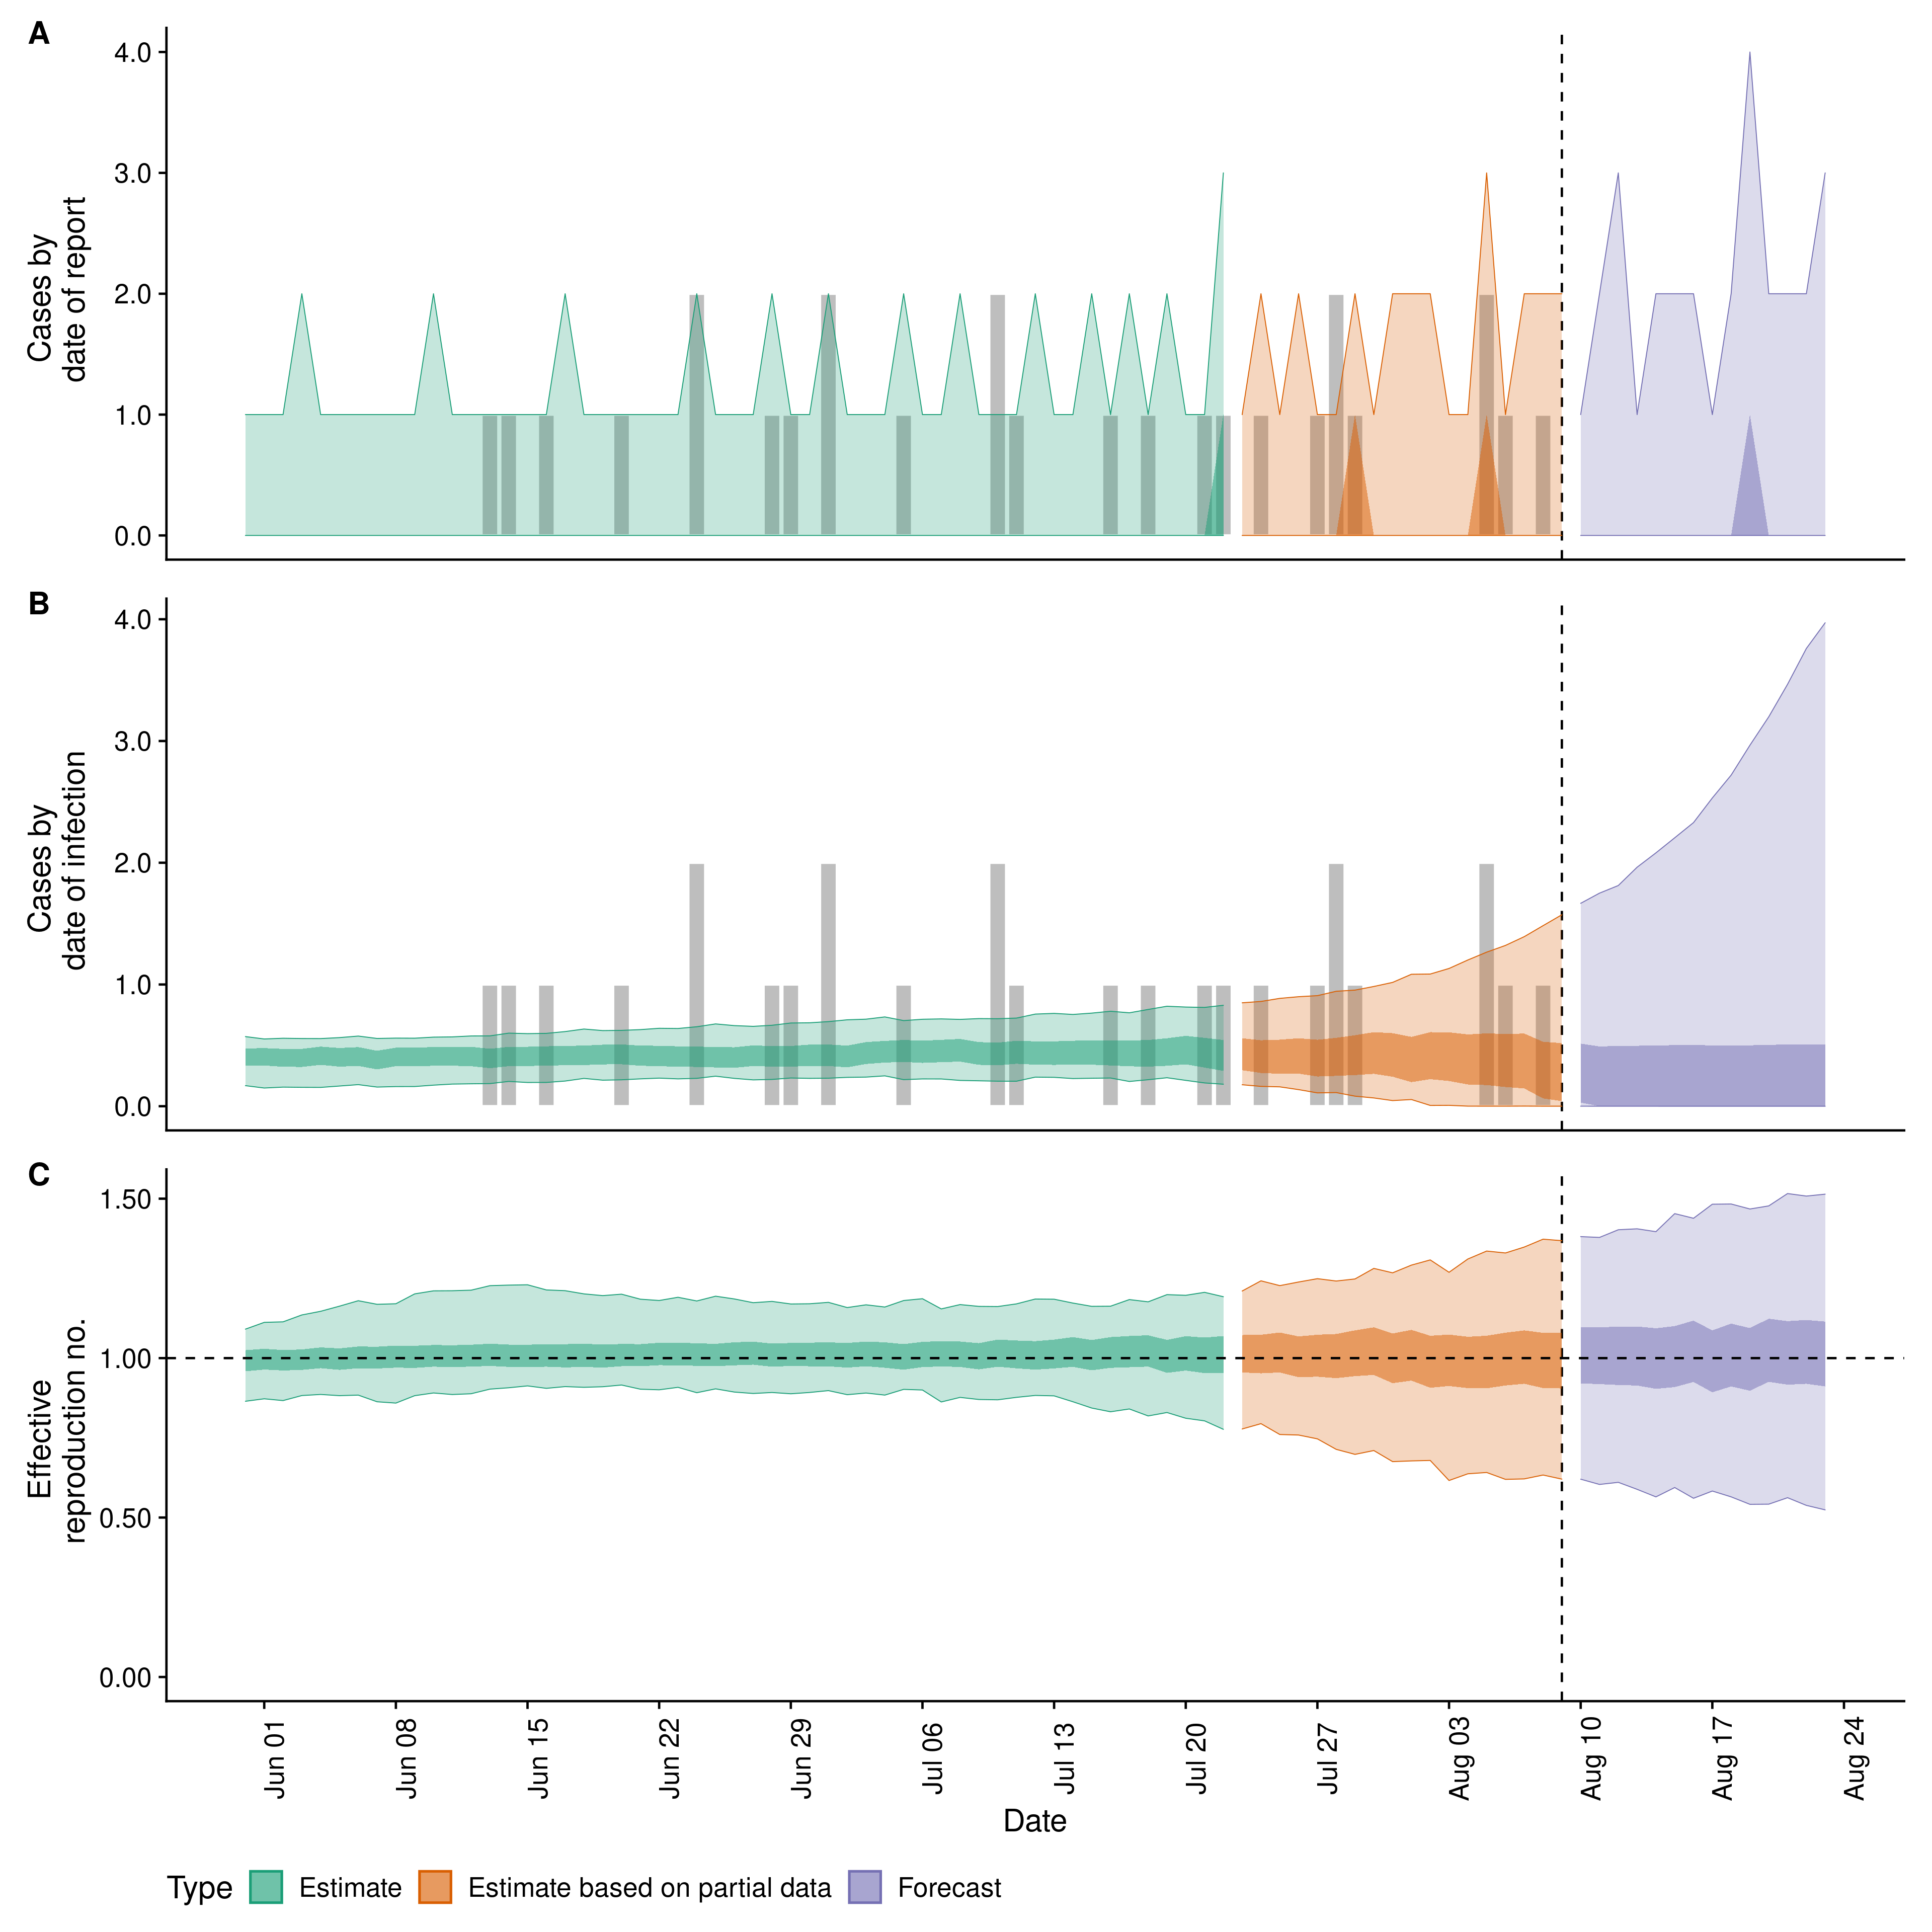 A
4.0
3.0
2.0
1.0
0.0
Cases by
date of report
B
4.0
3.0
2.0
1.0
0.0
Cases by
date of infection
C
1.50
1.00
0.50
0.00
Effective
reproduction no.
Jun 01
Jun 08
Jun 15
Jun 22
Jun 29
Jul 06
Jul 13
Jul 20
Jul 27
Aug 03
Aug 10
Aug 17
Aug 24
Date
Type
Estimate
Estimate based on partial data
Forecast